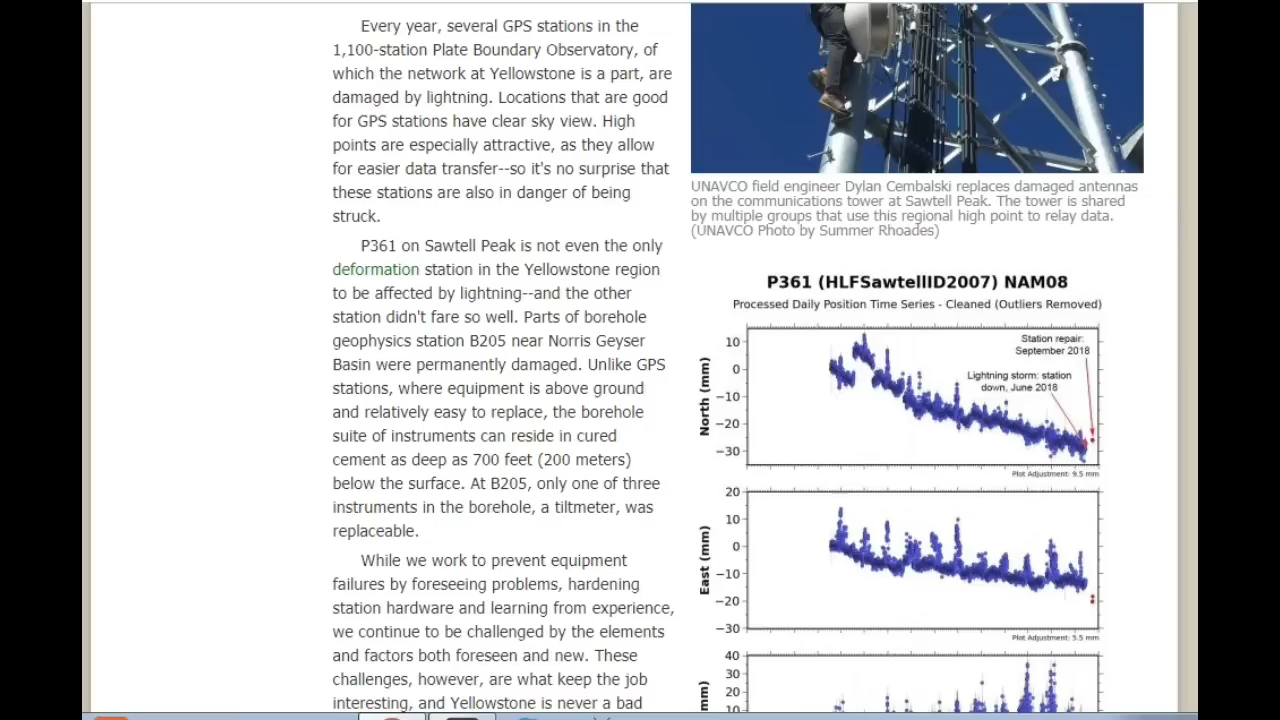 Every year, several GPS stations in the
1,100-station Plate Boundary Observatory, of
which the network at Yellowstone is a part, are
damaged by lightning. Locations that are good
for GPS stations have clear sky view. High
points are especially attractive, as they allow
for easier data transfer--so it's no surprise that
these stations are also in danger of being
struck.
P361 on Sawtell Peak is not even the only
deformation station in the Yellowstone region
to be affected by lightning--and the other
station didn't fare so well. Parts of borehole
geophysics station B205 near Norris Geyser
Basin were permanently damaged. Unlike GPS
stations, where equipment is above ground
and relatively easy to replace, the borehole
suite of instruments can reside in cured
cement as deep as 700 feet (200 meters)
below the surface. At B205, only one of three
instruments in the borehole, a tiltmeter, was
replaceable.
While we work to prevent equipment
failures by foreseeing problems, hardening
station hardware and learning from experience,
we continue to be challenged by the elements
and factors both foreseen and new. These
challenges, however, are what keep the job
interesting, and Yellowstone is never a bad
UNAVCO field engineer Dylan Cembalski replaces damaged antennas
on the communications tower at Sawtell Peak. The tower is shared
by multiple groups that use this regional high point to relay data.
(UNAVCO Photo by Summer Rhoades)
P361 (HLFSawtellID2007) NAM08
Processed Daily Position Time Series - Cleaned (Outliers Removed)
North (mm)
10
0
−10
−20
−30
Station repair:
September 2018
Lightning storm: station
down, June 2018
Plot Adjustment: 9.5 mm
East (mm)
20
10
0
−10
−20
−30
Plot Adjustment: 5.5 mm
mm)
40
30
20
10